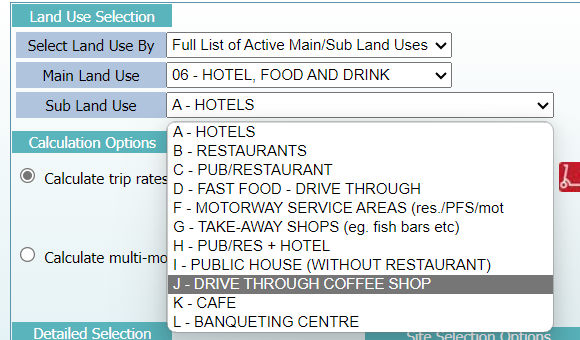 Land Use Selection
Select Land Use By Full List of Active Main/Sub Land Uses
Main Land Use 06 - HOTEL, FOOD AND DRINK
Sub Land Use A - HOTELS
A - HOTELS
Calculation Options
B - RESTAURANTS
C - PUB/RESTAURANT
Calculate trip rates
D - FAST FOOD - DRIVE THROUGH
F - MOTORWAY SERVICE AREAS (res./PFS/mot
G - TAKE-AWAY SHOPS (eg. fish bars etc)
H - PUB/RES + HOTEL
Calculate multi-mo
I - PUBLIC HOUSE (WITHOUT RESTAURANT)
J - DRIVE THROUGH COFFEE SHOP
K - CAFE
L - BANQUETING CENTRE
Detailed Selection
Site Selection Options